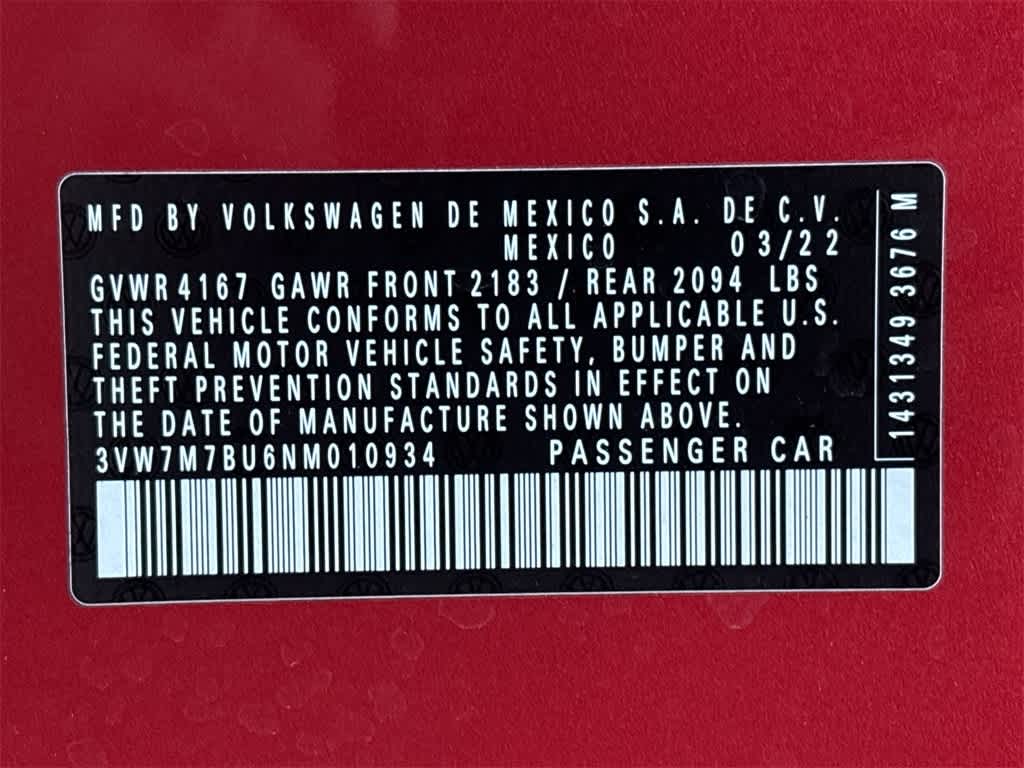 MFD BY VOLKSWAGEN DE MEXICO S.A. DE C.V.
MEXICO 03/22
GVWR 4167 GAWR FRONT 2183 / REAR 2094 LBS
THIS VEHICLE CONFORMS TO ALL APPLICABLE U.S.
FEDERAL MOTOR VEHICLE SAFETY, BUMPER AND
THEFT PREVENTION STANDARDS IN EFFECT ON
THE DATE OF MANUFACTURE SHOWN ABOVE.
3VW7M7BU6NM010934 PASSENGER CAR
1431349 3676 M